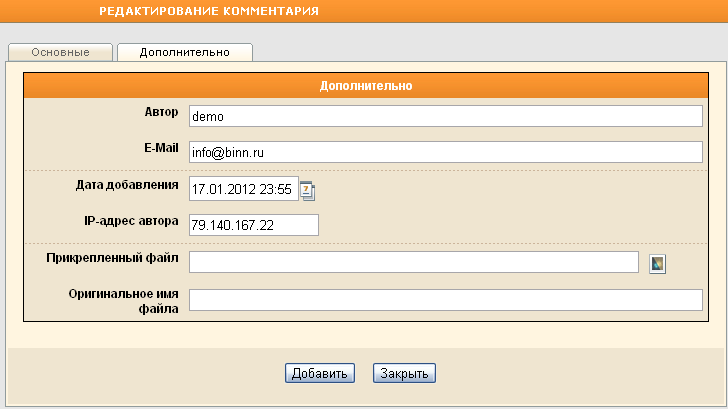 РЕДАКТИРОВАНИЕ КОММЕНТАРИЯ
Основные Дополнительно
Дополнительно
Автор demo
E-Mail info@binn.ru
Дата добавления 17.01.2012 23:55
IP-адрес автора 79.140.167.22
Прикрепленный файл
Оригинальное имя
файла
Добавить Закрыть